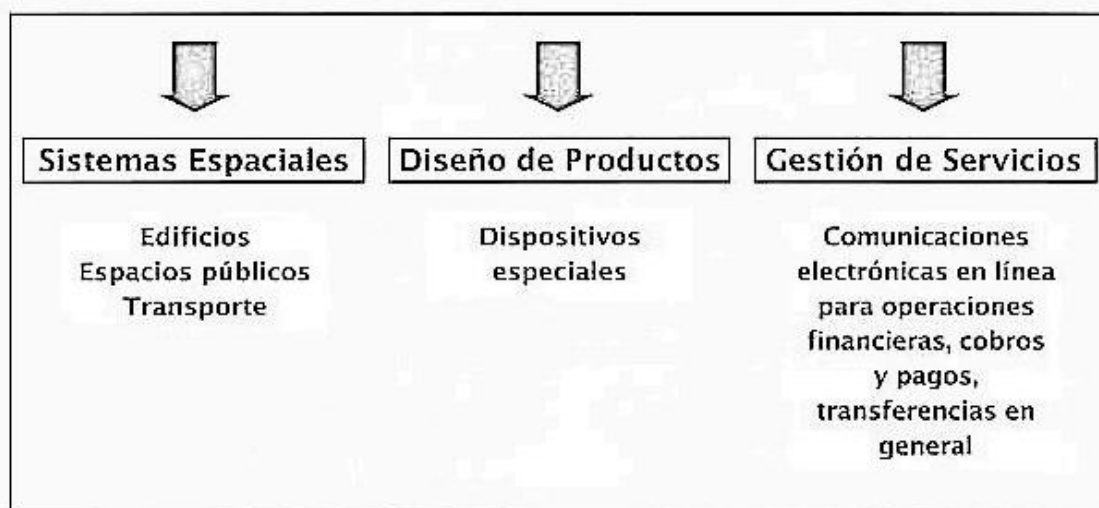 Sistemas Espaciales
Diseño de Productos
Gestión de Servicios
Edificios
Espacios públicos
Transporte
Dispositivos
especiales
Comunicaciones
electrónicas en línea
para operaciones
financieras, cobros
y pagos,
transferencias en
general